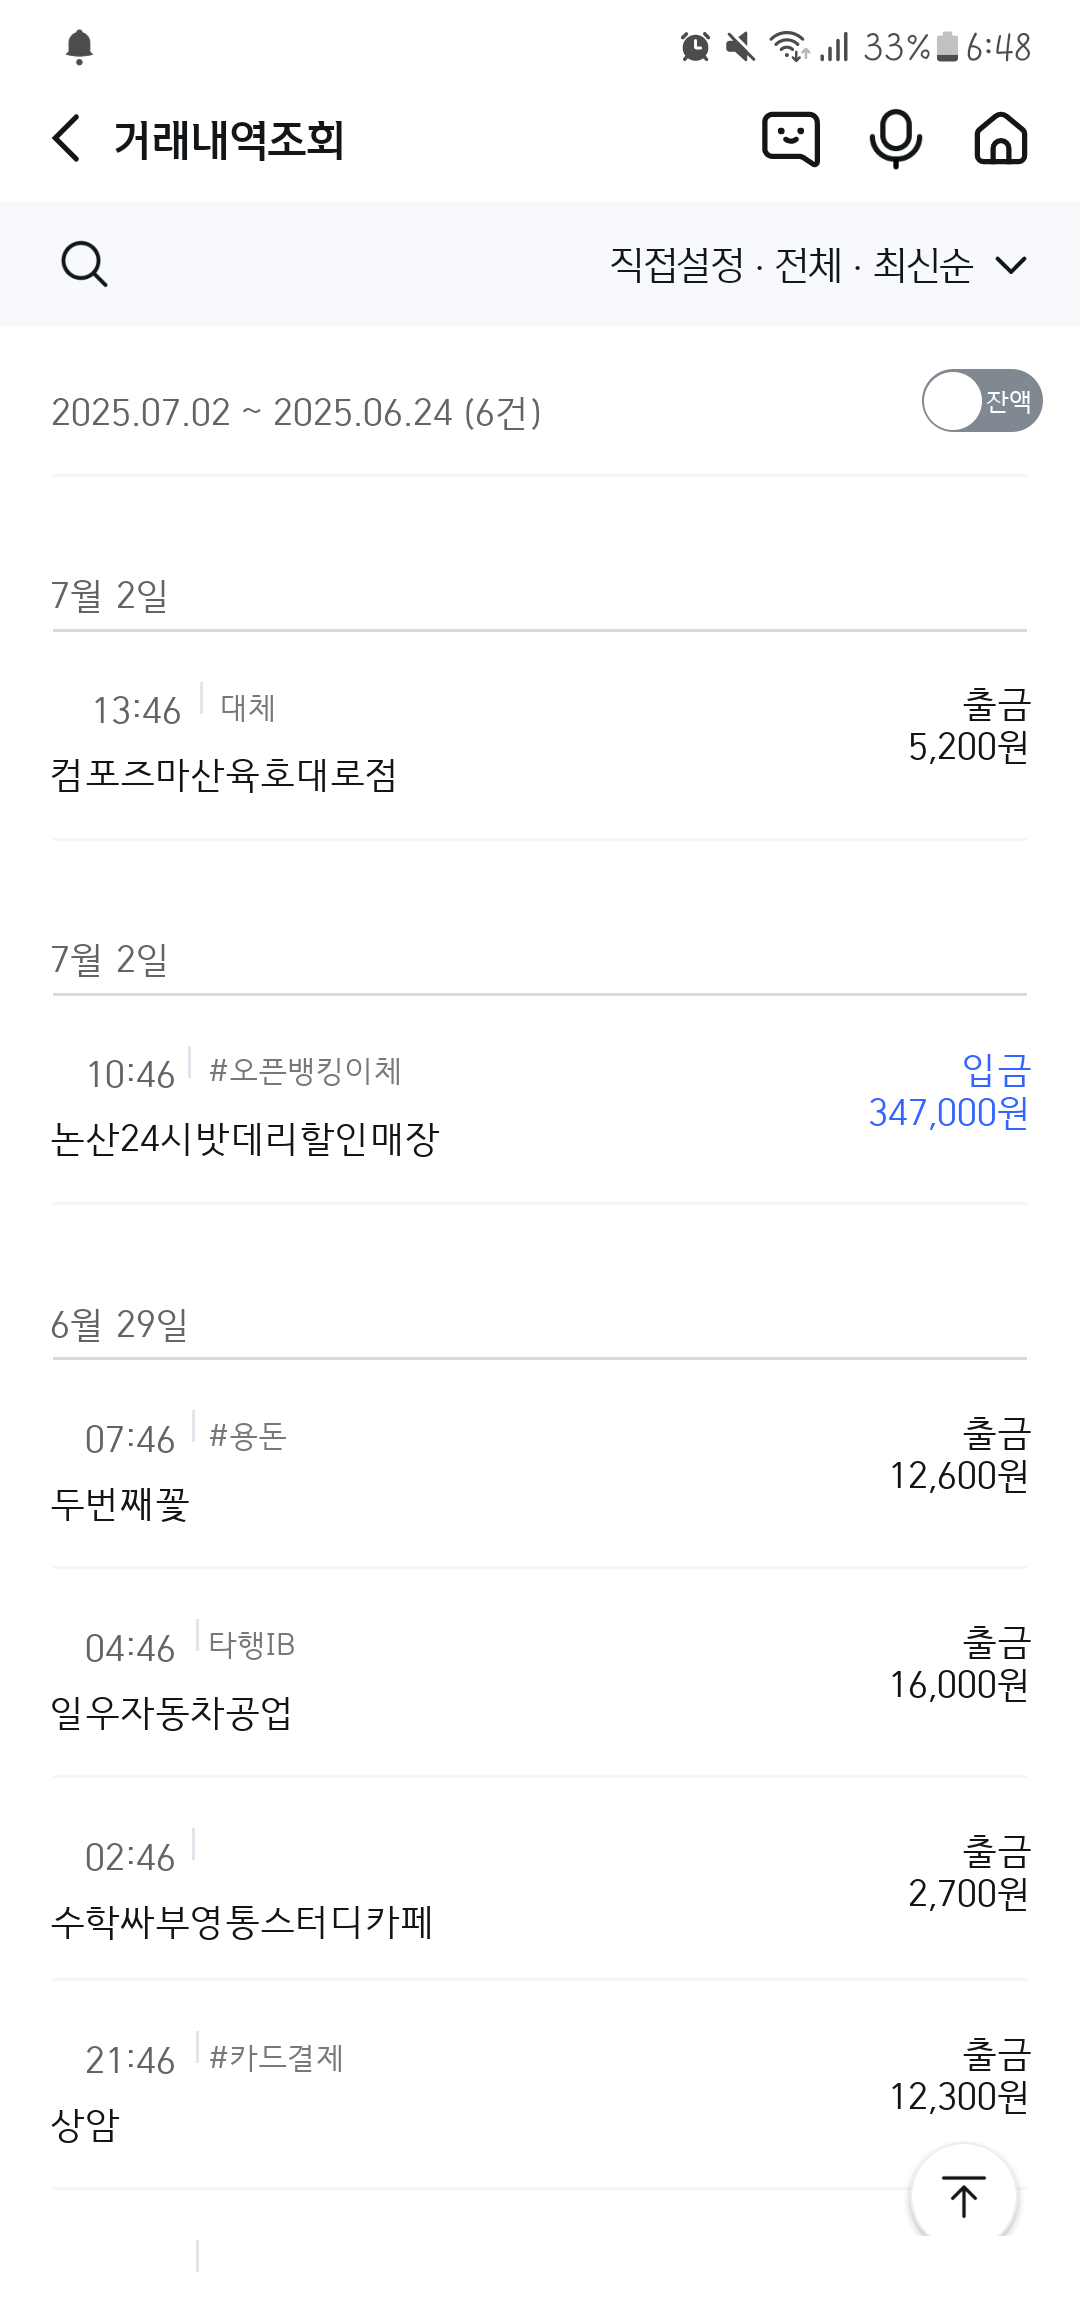 33% 6:48
거래내역조회
직접설정 · 전체 · 최신순
2025.07.02 ~ 2025.06.24 (6건)
잔액
7월 2일
13:46 대체
출금
5,200원
컴포즈마산육호대로점
7월 2일
10:46 #오픈뱅킹이체
입금
347,000원
논산24시밧데리할인매장
6월 29일
07:46 #용돈
출금
12,600원
두번째꽃
04:46 타행IB
출금
16,000원
일우자동차공업
02:46
출금
2,700원
수학싸부영통스터디카페
21:46 #카드결제
출금
12,300원
상암